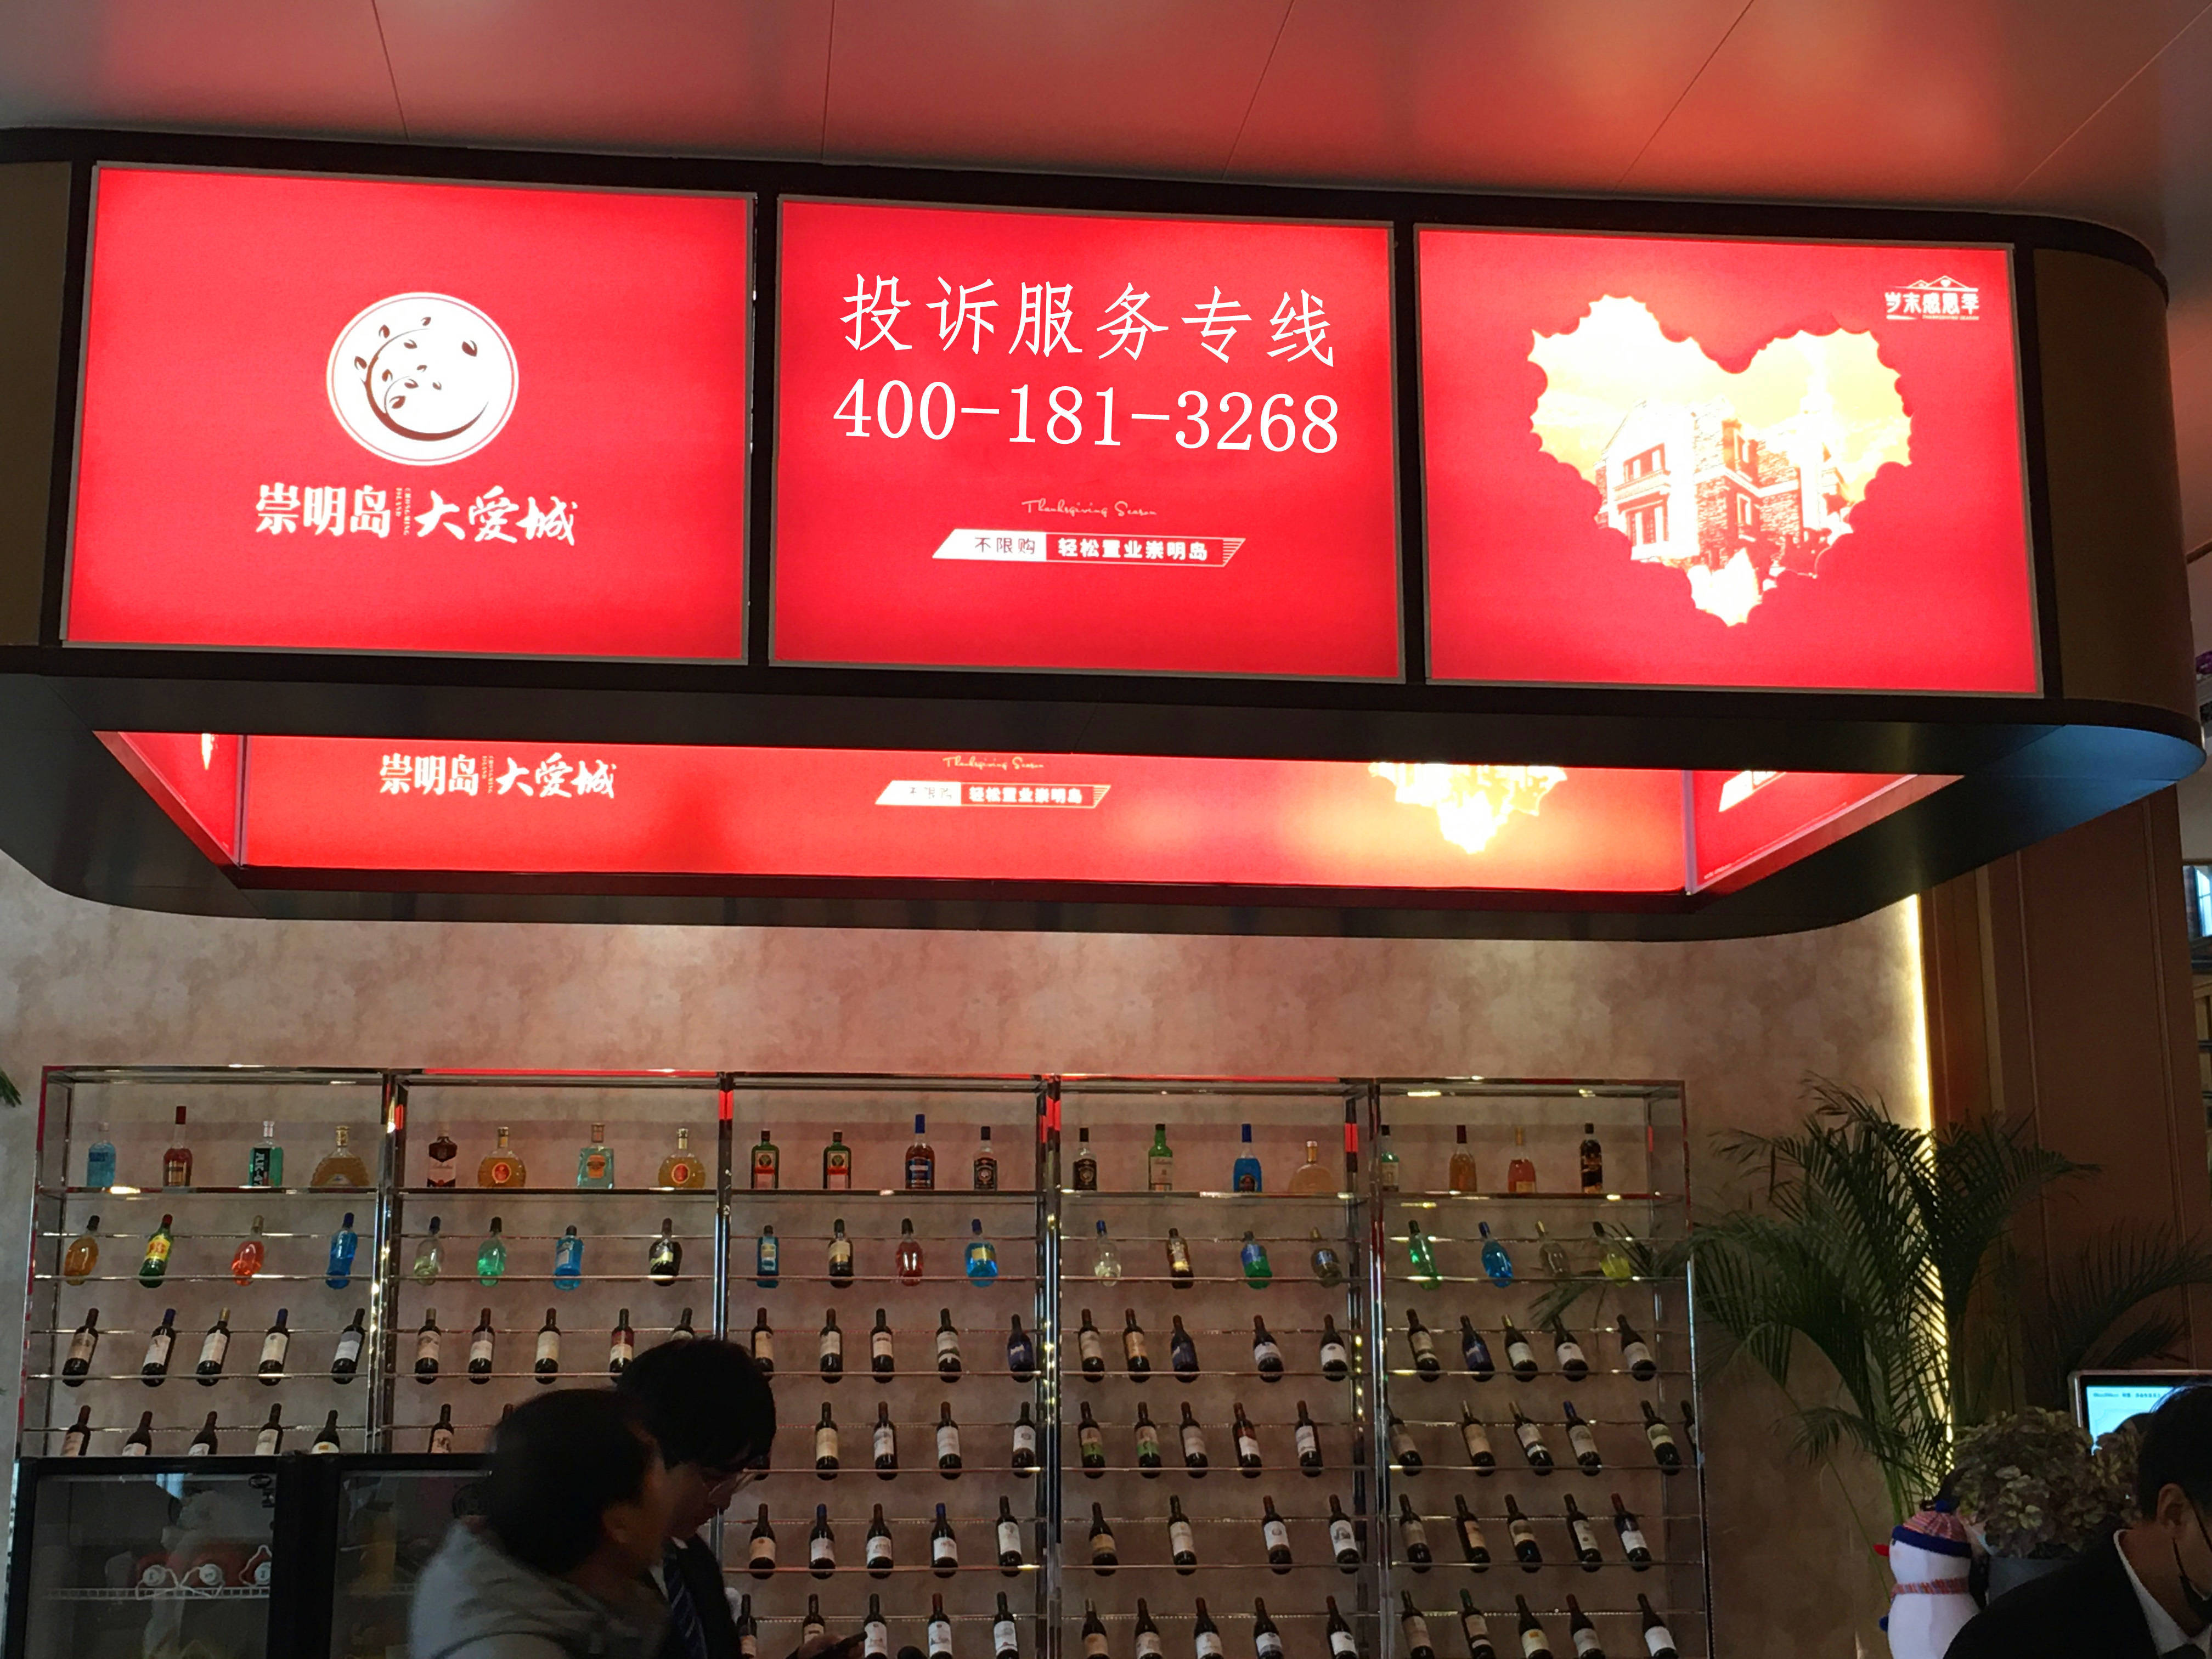 崇明岛 大爱城
投诉服务专线
400-181-3268
Thanksgiving Season
不限购 轻松置业崇明岛
岁末感恩季
崇明岛 大爱城
Thanksgiving Season
不限购 轻松置业崇明岛